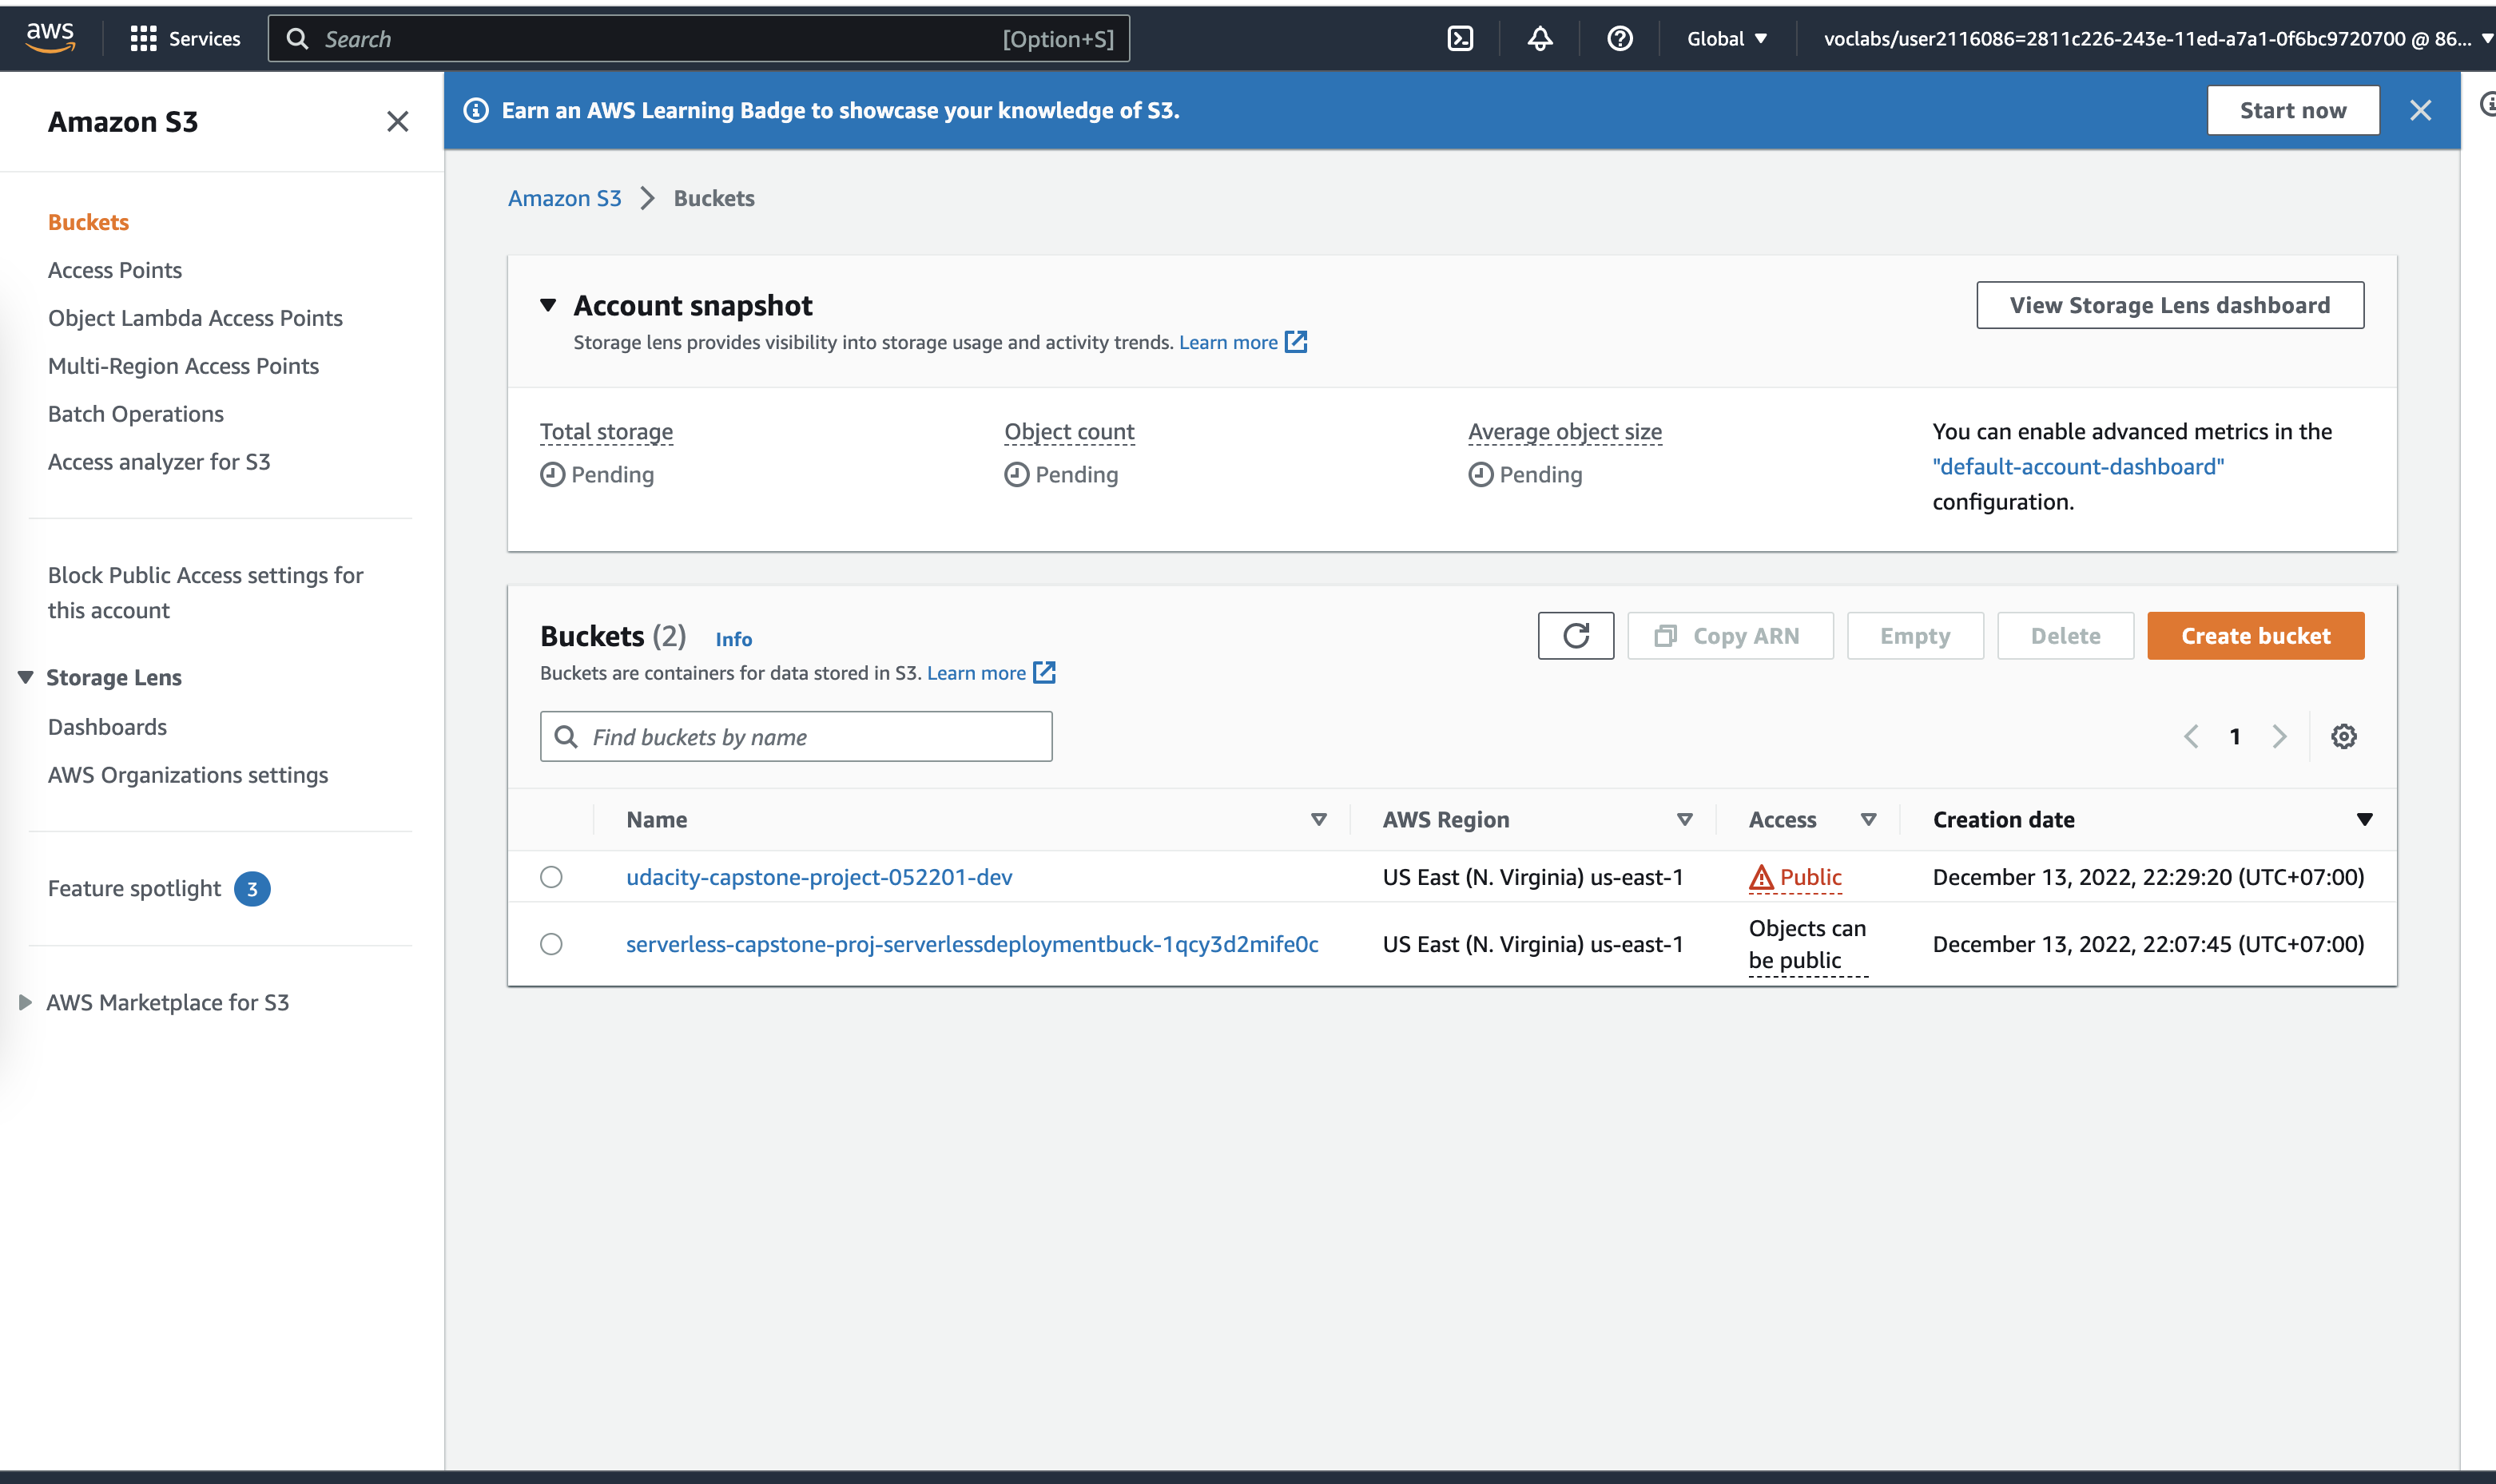 aws
Services
Search
[Option+S]
Global
voclabs/user2116086=2811c226-243e-11ed-a7a1-0f6bc9720700 @ 86...
Amazon S3
Buckets
Access Points
Object Lambda Access Points
Multi-Region Access Points
Batch Operations
Access analyzer for S3
Block Public Access settings for
this account
Storage Lens
Dashboards
AWS Organizations settings
Feature spotlight 3
AWS Marketplace for S3
Earn an AWS Learning Badge to showcase your knowledge of S3.
Start now
Amazon S3 Buckets
Account snapshot
View Storage Lens dashboard
Storage lens provides visibility into storage usage and activity trends. Learn more
Total storage
Pending
Object count
Pending
Average object size
Pending
You can enable advanced metrics in the
"default-account-dashboard"
configuration.
Buckets (2) Info
Copy ARN
Empty
Delete
Create bucket
Buckets are containers for data stored in S3. Learn more
Find buckets by name
1
Name AWS Region Access Creation date
udacity-capstone-project-052201-dev US East (N. Virginia) us-east-1 Public December 13, 2022, 22:29:20 (UTC+07:00)
serverless-capstone-proj-serverlessdeploymentbuck-1qcy3d2mife0c US East (N. Virginia) us-east-1 Objects can
be public December 13, 2022, 22:07:45 (UTC+07:00)